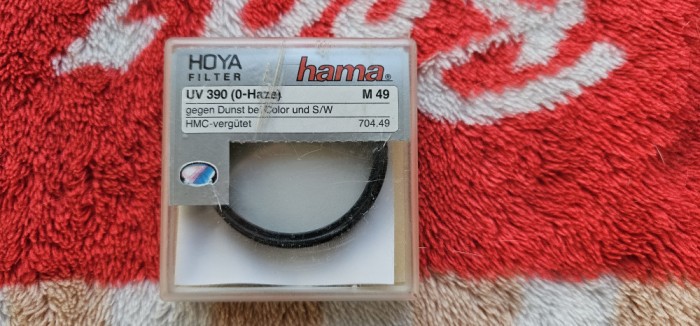 HOYA
FILTER
hama®
UV 390 (0-Haze) M 49
gegen Dunst bei Color und S/W
HMC-vergütet 704.49